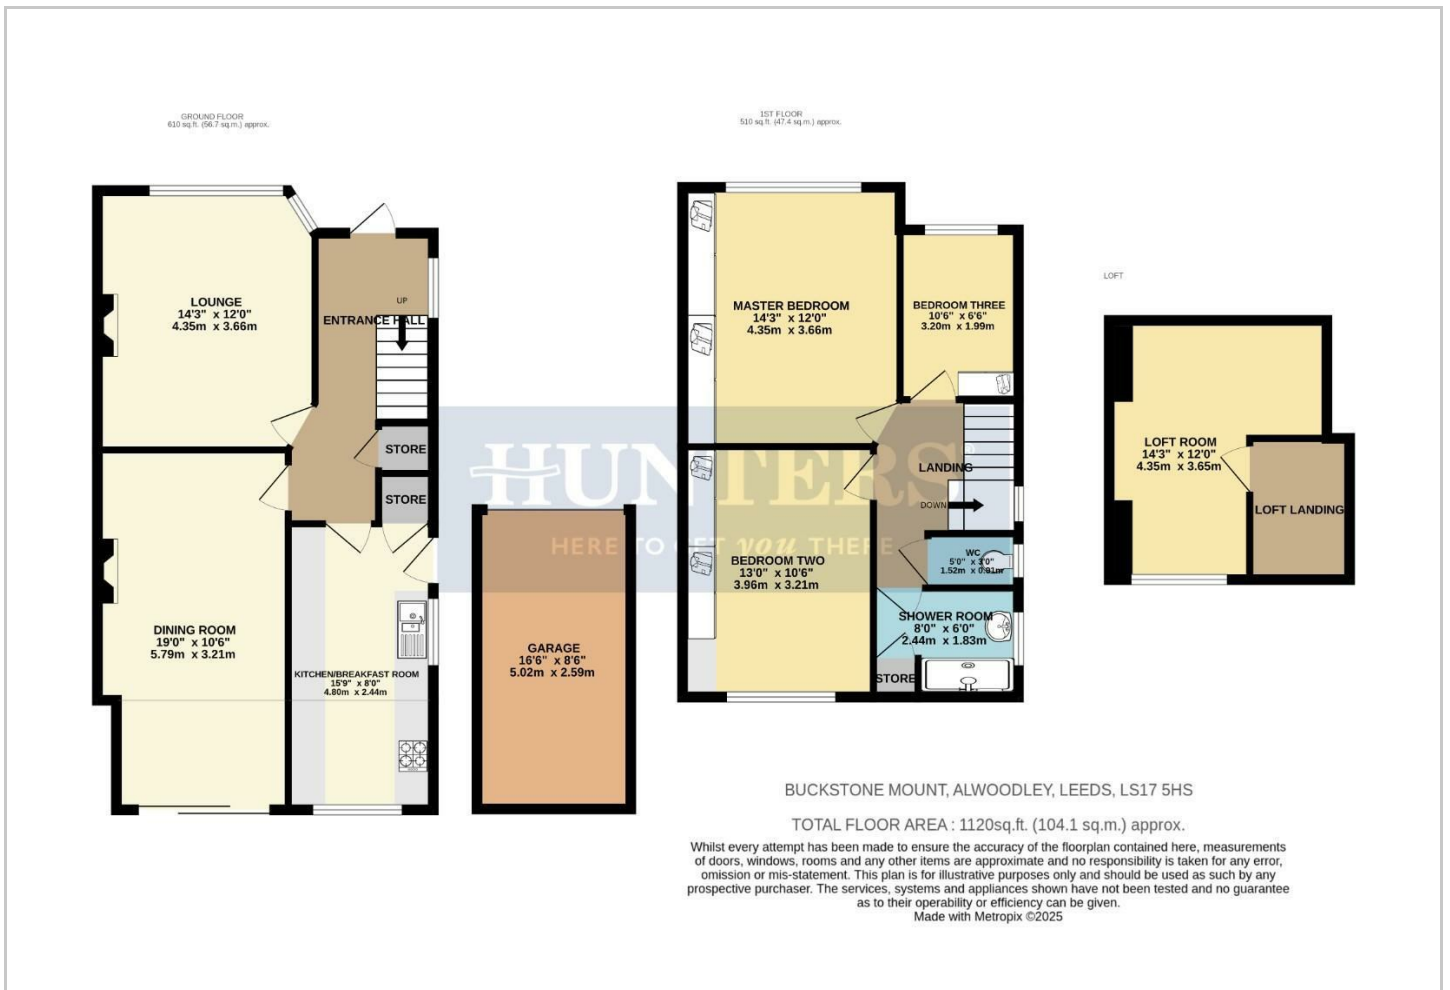 GROUND FLOOR
610 sq.ft. (56.7 sq.m.) approx.
1ST FLOOR
510 sq.ft. (47.4 sq.m.) approx.
LOFT
LOUNGE
14'3" x 12'0"
4.35m x 3.66m
UP
ENTRANCE HALL
STORE
STORE
DINING ROOM
19'0" x 10'6"
5.79m x 3.21m
KITCHEN/BREAKFAST ROOM
15'9" x 8'0"
4.80m x 2.44m
GARAGE
16'6" x 8'6"
5.02m x 2.59m
MASTER BEDROOM
14'3" x 12'0"
4.35m x 3.66m
BEDROOM THREE
10'6" x 6'6"
3.20m x 1.99m
LANDING
DOWN
BEDROOM TWO
13'0" x 10'6"
3.96m x 3.21m
WC
5'0" x 3'0"
1.52m x 0.91m
SHOWER ROOM
8'0" x 6'0"
2.44m x 1.83m
STORE
LOFT ROOM
14'3" x 12'0"
4.35m x 3.65m
LOFT LANDING
HUNTERS®
HERE TO GET you THERE
BUCKSTONE MOUNT, ALWOODLEY, LEEDS, LS17 5HS
TOTAL FLOOR AREA : 1120sq.ft. (104.1 sq.m.) approx.
Whilst every attempt has been made to ensure the accuracy of the floorplan contained here, measurements
of doors, windows, rooms and any other items are approximate and no responsibility is taken for any error,
omission or mis-statement. This plan is for illustrative purposes only and should be used as such by any
prospective purchaser. The services, systems and appliances shown have not been tested and no guarantee
as to their operability or efficiency can be given.
Made with Metropix ©2025